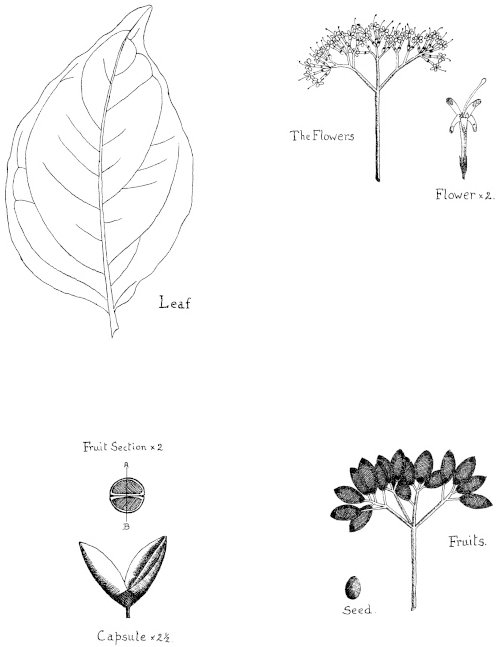 The Flowers
Flower x 2.
Leaf
Fruit Section x 2
A
B
Fruits.
Seed
Capsule x 2½